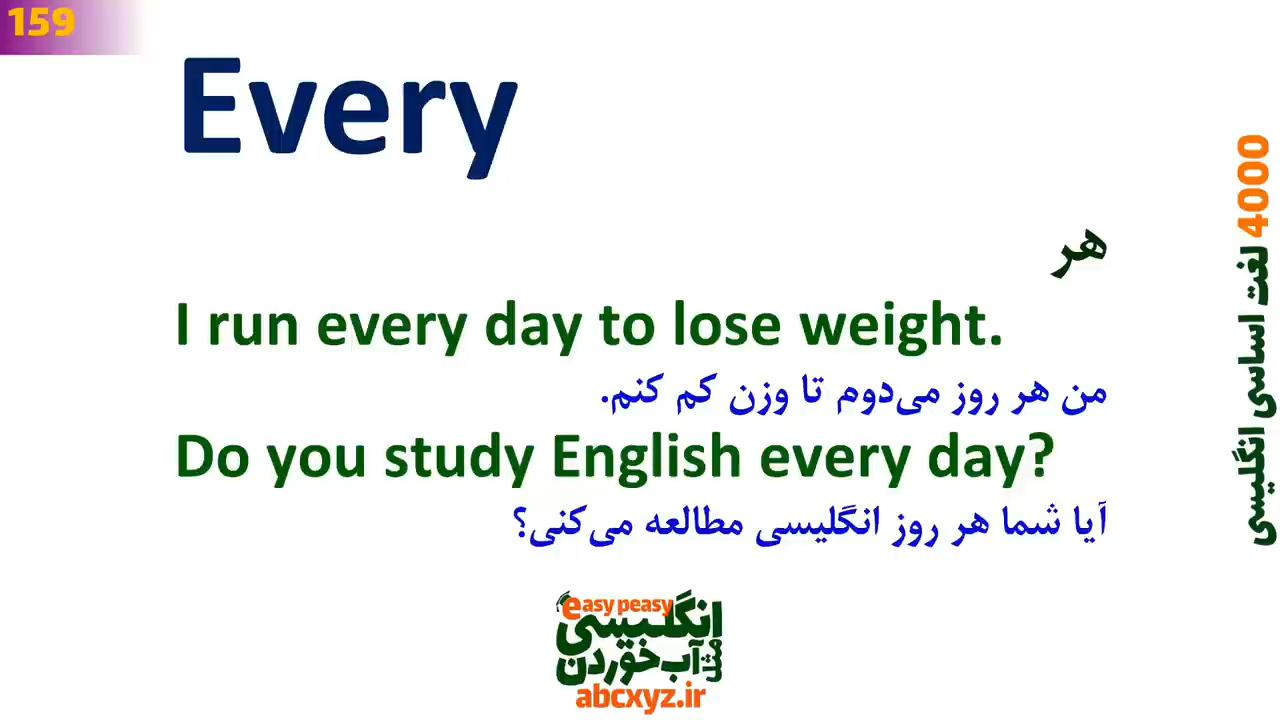 159
Every
هر
I run every day to lose weight.
من هر روز می‌دوم تا وزن کم کنم.
Do you study English every day?
آیا شما هر روز انگلیسی مطالعه می‌کنی؟
4000 لغت اساسی انگلیسی
easy peasy
انگلیسی
مثل آب خوردن
abcxyz.ir